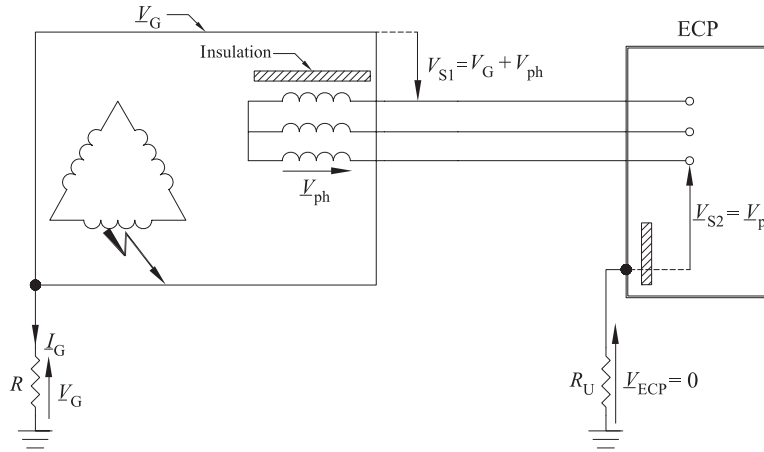 V_G
Insulation
V_S1 = V_G + V_ph
ECP
V_ph
V_S2 = V_p
I_G
R
V_G
R_U
V_ECP = 0